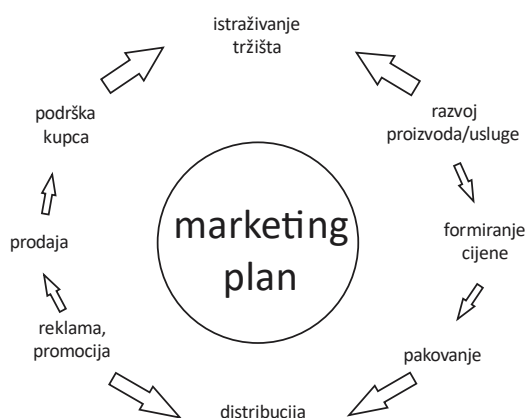 istraživanje
tržišta
razvoj
proizvoda/usluge
formiranje
cijene
pakovanje
distribucija
reklama,
promocija
prodaja
podrška
kupca
marketing
plan